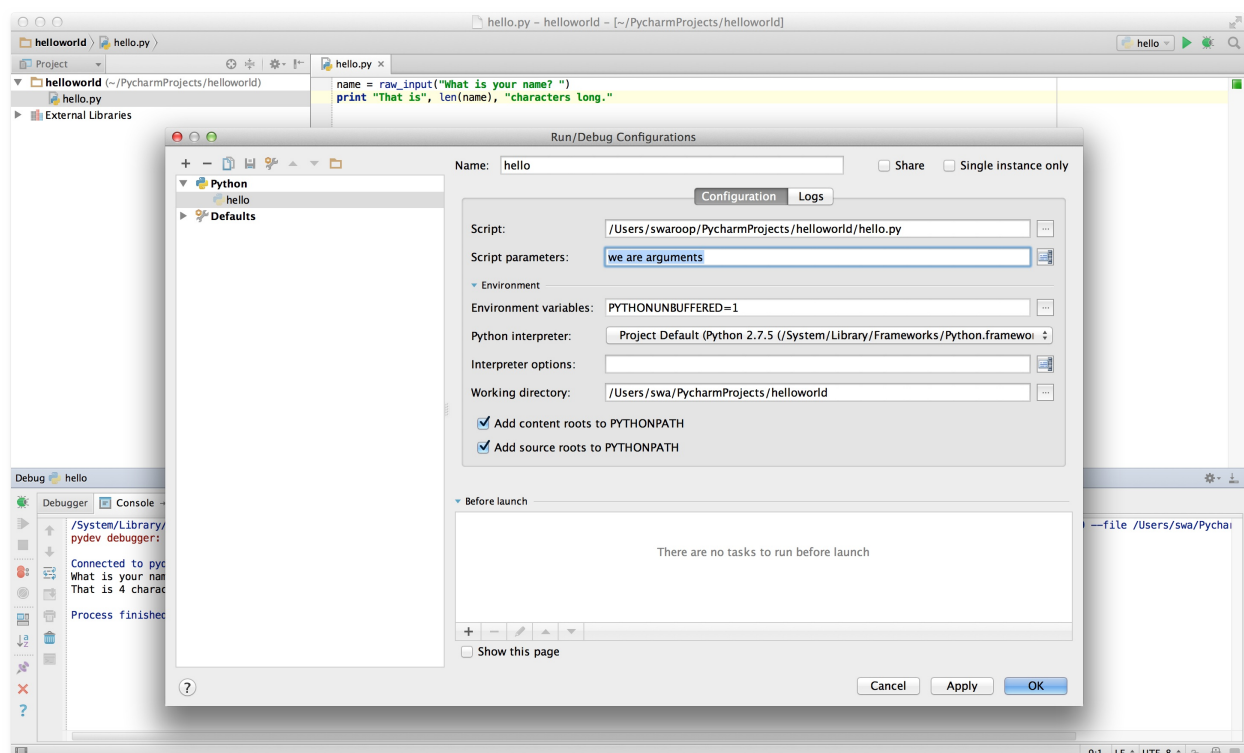 hello.py – helloworld – [~/PycharmProjects/helloworld]
helloworld hello.py
hello
Project
hello.py ×
helloworld (~/PycharmProjects/helloworld)
hello.py
External Libraries
name = raw_input("What is your name? ")
print "That is", len(name), "characters long."
Run/Debug Configurations
Python
hello
Defaults
Name: hello
Share
Single instance only
Configuration Logs
Script: /Users/swaroop/PycharmProjects/helloworld/hello.py
Script parameters: we are arguments
Environment
Environment variables: PYTHONUNBUFFERED=1
Python interpreter: Project Default (Python 2.7.5 (/System/Library/Frameworks/Python.framewo
Interpreter options:
Working directory: /Users/swa/PycharmProjects/helloworld
Add content roots to PYTHONPATH
Add source roots to PYTHONPATH
Before launch
There are no tasks to run before launch
Show this page
? Cancel Apply OK
Debug hello
Debugger Console
/System/Library/
--file /Users/swa/Pychar
pydev debugger:
Connected to pyd
What is your nam
That is 4 charac
Process finished
9:1 LF UTF-8